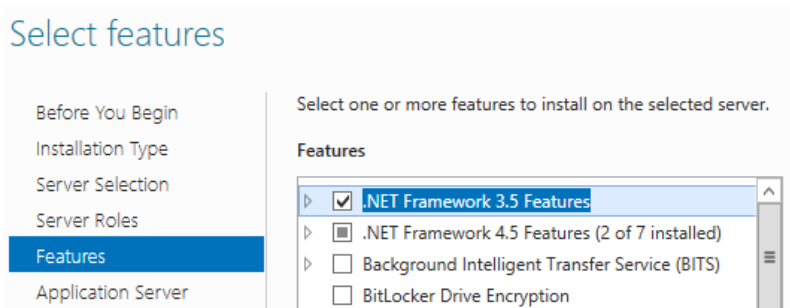 Select features
Before You Begin
Installation Type
Server Selection
Server Roles
Features
Application Server
Select one or more features to install on the selected server.
Features
.NET Framework 3.5 Features
.NET Framework 4.5 Features (2 of 7 installed)
Background Intelligent Transfer Service (BITS)
BitLocker Drive Encryption